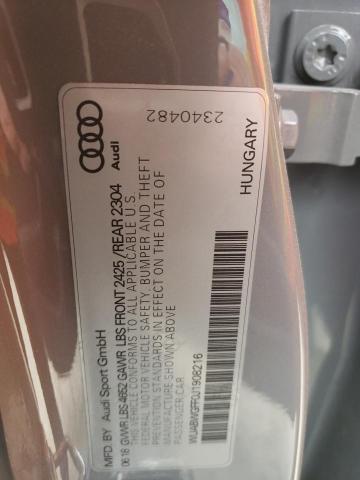 Audi
2340482
MFD. BY Audi Sport GmbH
06 18 GVWR LBS 4652 GAWR LBS FRONT 2425 /REAR 2304
THIS VEHICLE CONFORMS TO ALL APPLICABLE U.S.
FEDERAL MOTOR VEHICLE SAFETY, BUMPER AND THEFT
PREVENTION STANDARDS IN EFFECT ON THE DATE OF
MANUFACTURE SHOWN ABOVE
PASSENGER CAR
HUNGARY
WUABWGFF0J1908216